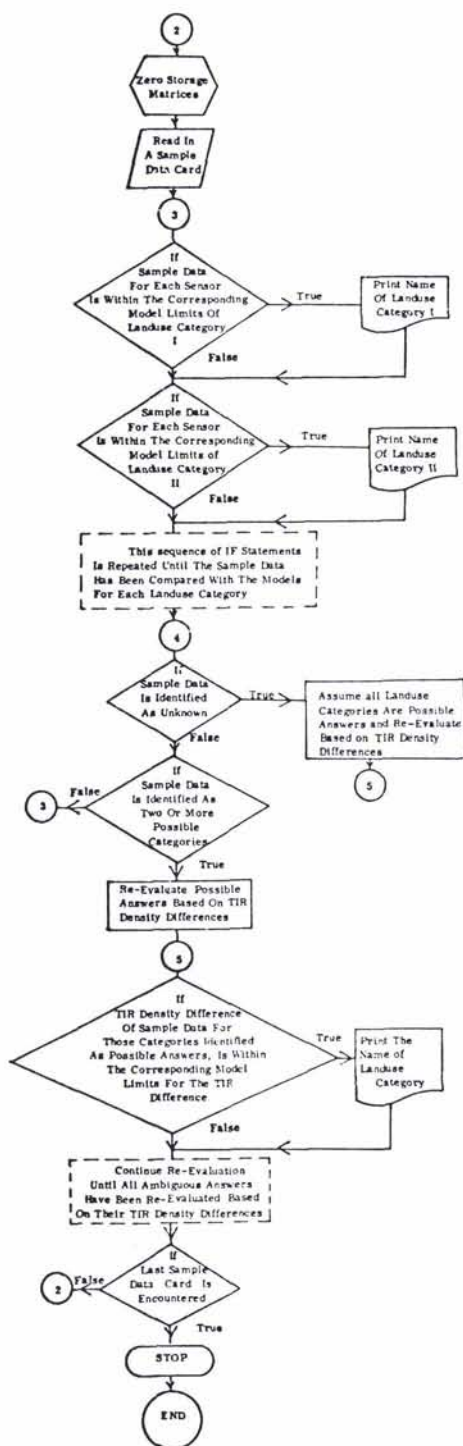 2
Zero Storage
Matrices
Read In
A Sample
Data Card
3
If
Sample Data
For Each Sensor
Is Within The Corresponding
Model Limits Of
Landuse Category
I
True
Print Name
Of Landuse
Category I
False
If
Sample Data
For Each Sensor
Is Within The Corresponding
Model Limits of
Landuse Category
II
True
Print Name
Of Landuse
Category II
False
This sequence of IF Statements
Is Repeated Until The Sample Data
Has Been Compared With The Models
For Each Landuse Category
4
If
Sample Data
Is Identified
As Unknown
True
Assume all Landuse
Categories Are Possible
Answers and Re-Evaluate
Based on TIR Density
Differences
5
False
If
Sample Data
Is Identified As
Two Or More
Possible
Categories
False
3
True
Re-Evaluate Possible
Answers Based On TIR
Density Differences
5
If
TIR Density Difference
Of Sample Data For
Those Categories Identified
As Possible Answers, Is Within
The Corresponding Model
Limits For The TIR
Difference
True
Print The
Name of
Landuse
Category
False
Continue Re-Evaluation
Until All Ambiguous Answers
Have Been Re-Evaluated Based
On Their TIR Density Differences
If
Last Sample
Data Card Is
Encountered
False
2
True
STOP
END